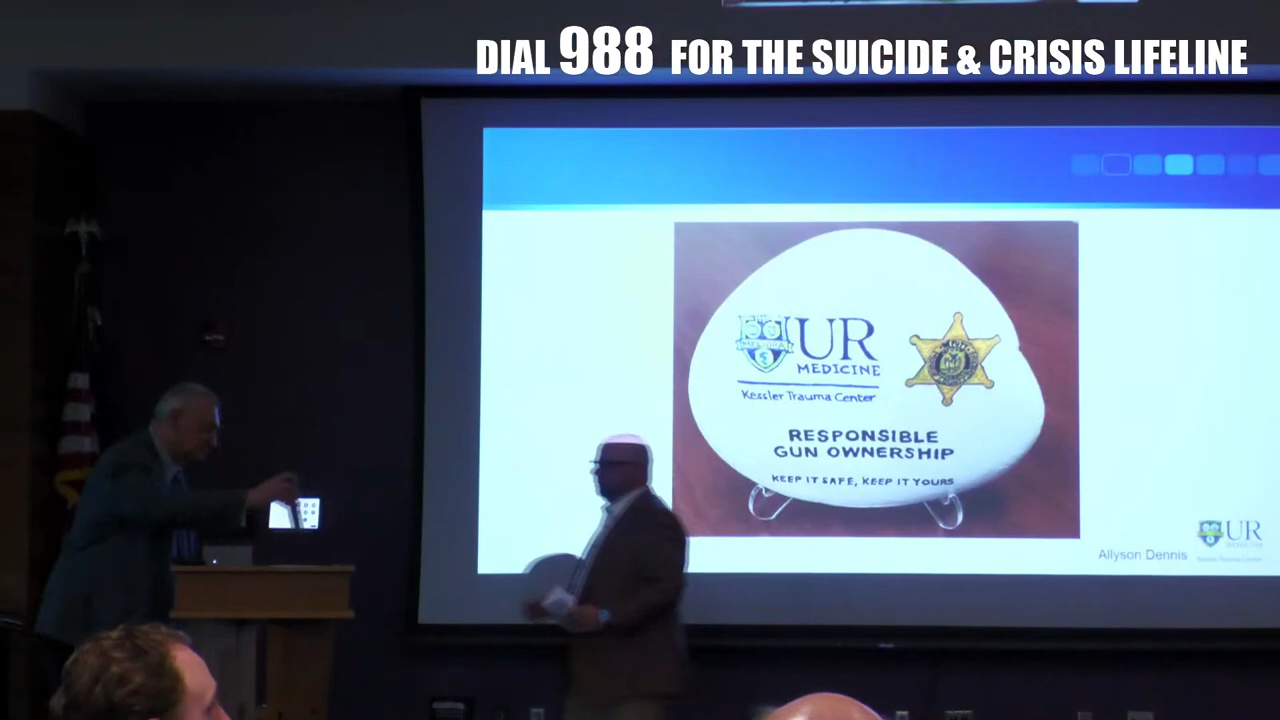 DIAL 988 FOR THE SUICIDE & CRISIS LIFELINE
MELIORA
UR
MEDICINE
Kessler Trauma Center
RESPONSIBLE
GUN OWNERSHIP
KEEP IT SAFE, KEEP IT YOURS
Allyson Dennis
UR